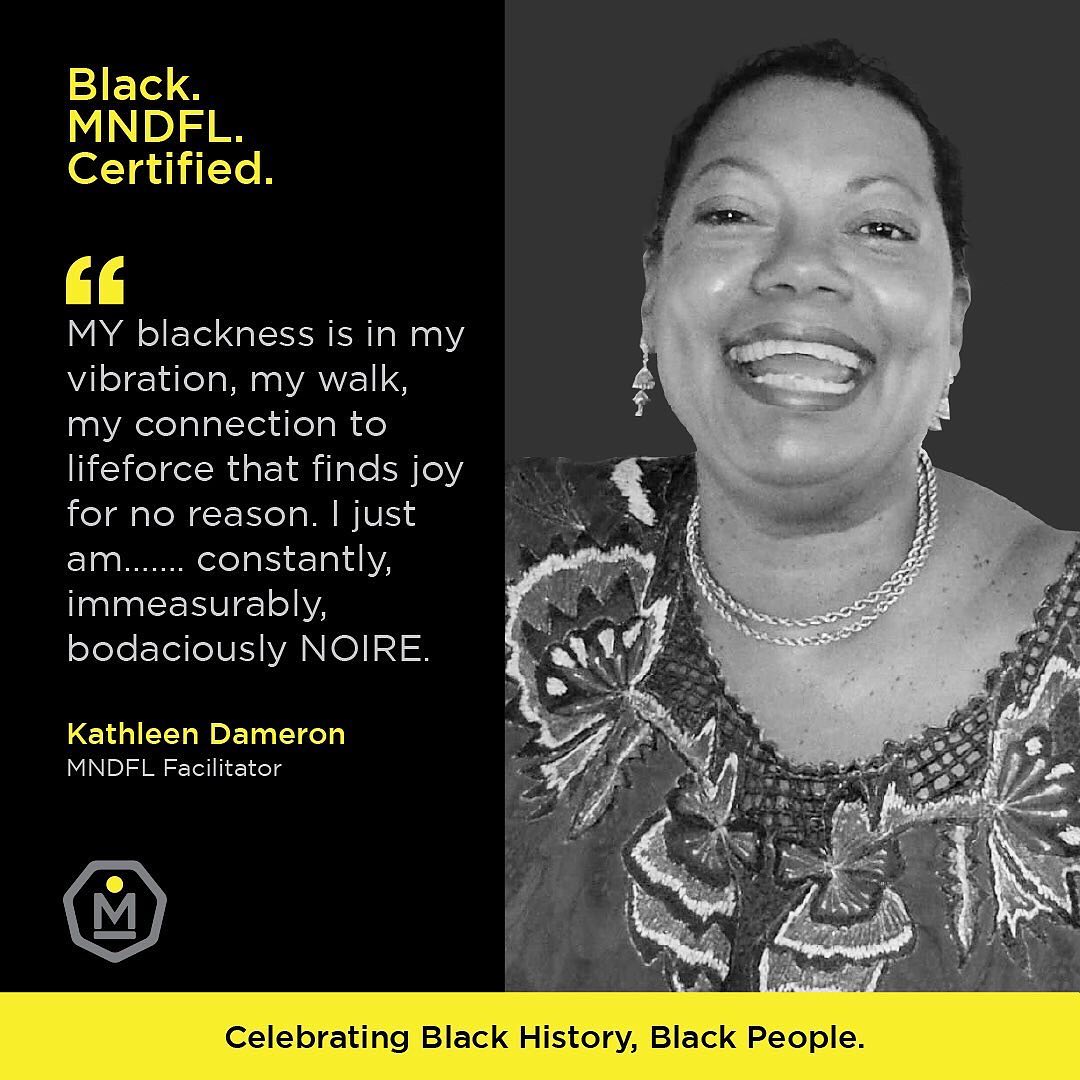 Black.
MNDFL.
Certified.
“
MY blackness is in my
vibration, my walk,
my connection to
lifeforce that finds joy
for no reason. I just
am....... constantly,
immeasurably,
bodaciously NOIRE.
Kathleen Dameron
MNDFL Facilitator
M
Celebrating Black History, Black People.